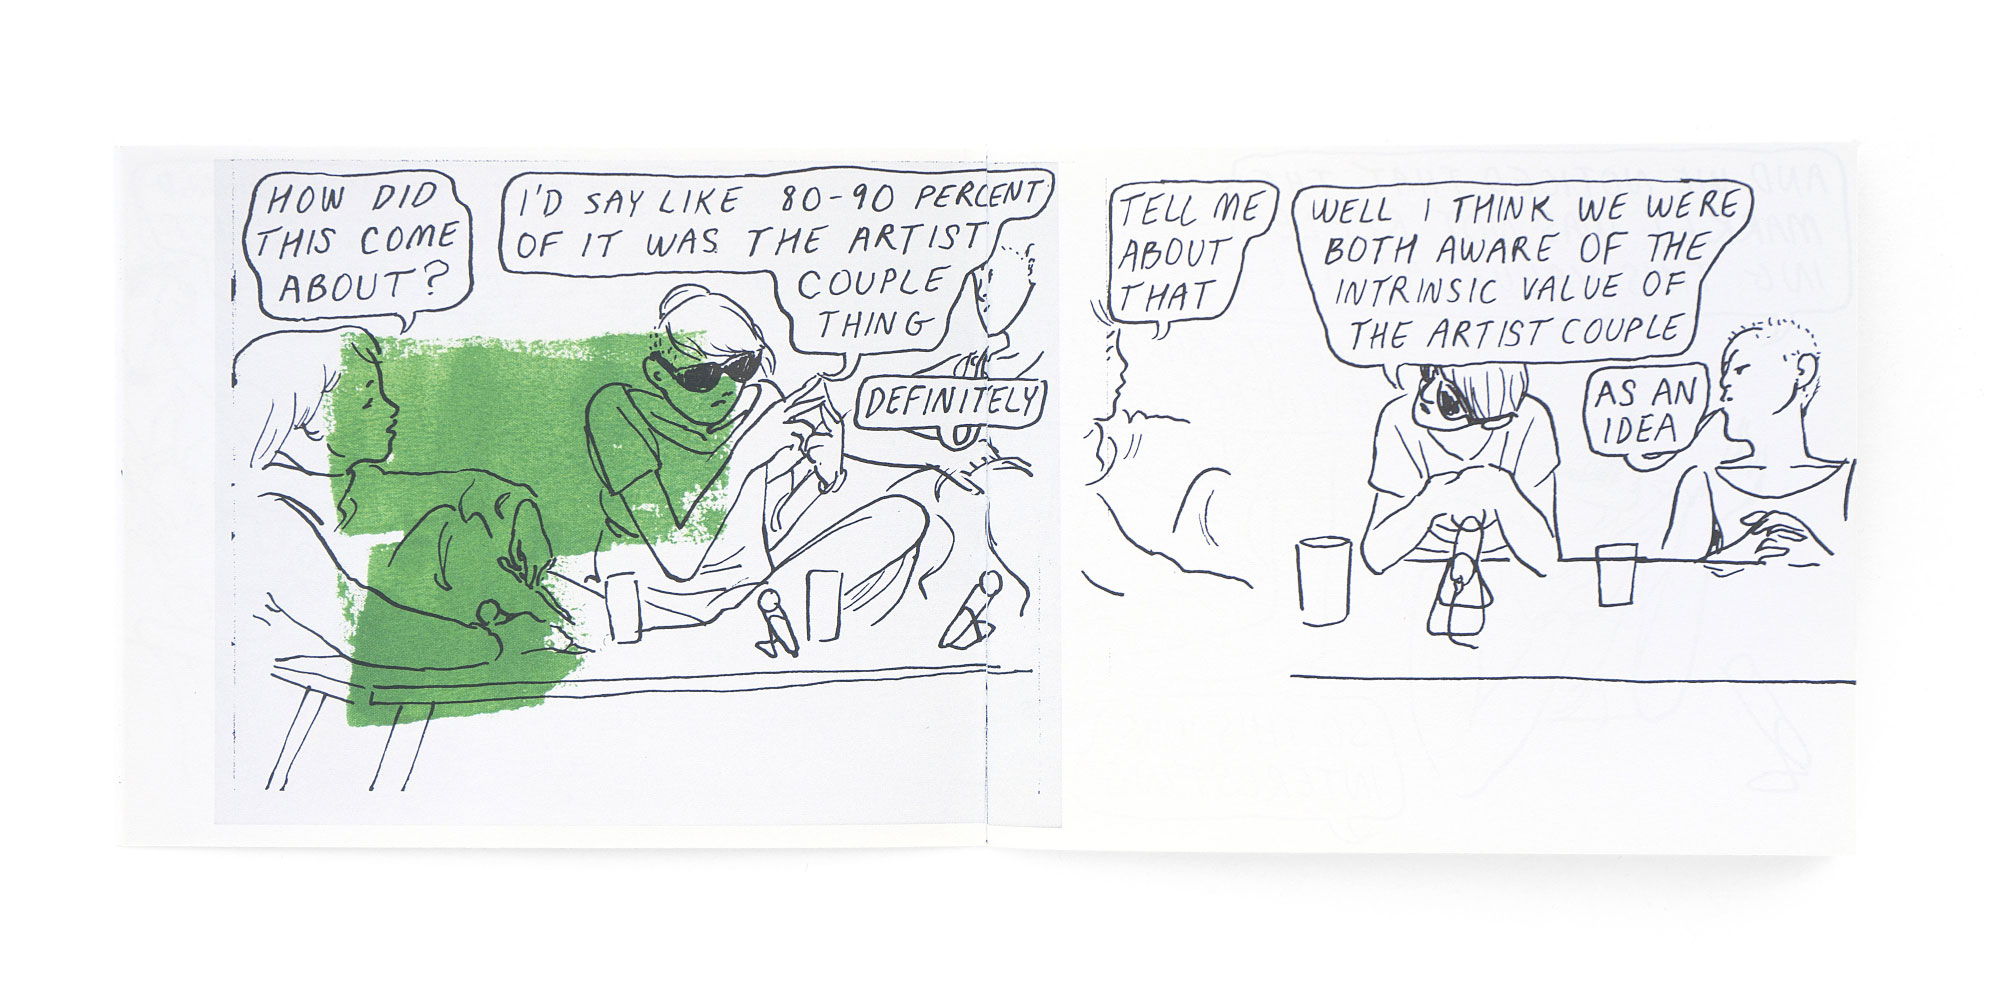 HOW DID
THIS COME
ABOUT?
I'D SAY LIKE 80-90 PERCENT
OF IT WAS THE ARTIST
COUPLE
THING
DEFINITELY
TELL ME
ABOUT
THAT
WELL I THINK WE WERE
BOTH AWARE OF THE
INTRINSIC VALUE OF
THE ARTIST COUPLE
AS AN
IDEA